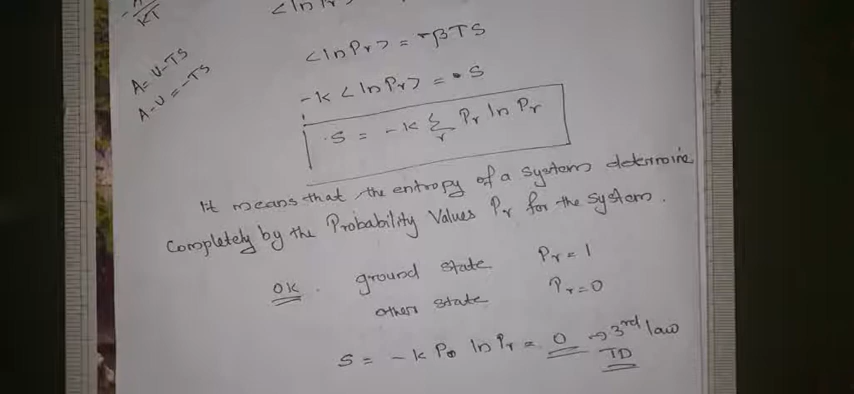 <ln Pr> = -βTS
A = U-TS
A-U = -TS
-K <ln Pr> = S
S = -K Σr Pr ln Pr
It means that the entropy of a system determine
completely by the Probability Values Pr for the system.
OK. ground state Pr = 1
other state Pr = 0
S = -K Po ln Pr = 0 → 3rd law
TD